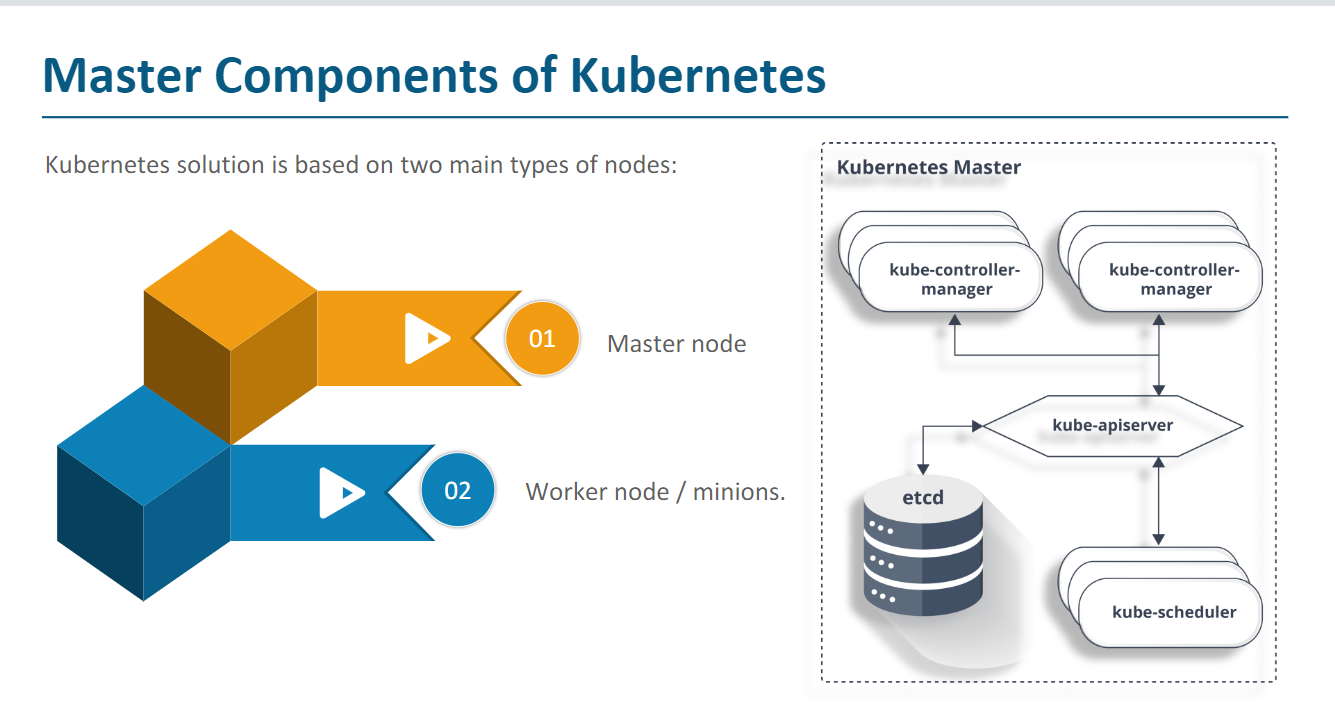 Master Components of Kubernetes
Kubernetes solution is based on two main types of nodes:
01
Master node
02
Worker node / minions.
Kubernetes Master
kube-controller-
manager
kube-controller-
manager
kube-apiserver
etcd
kube-scheduler